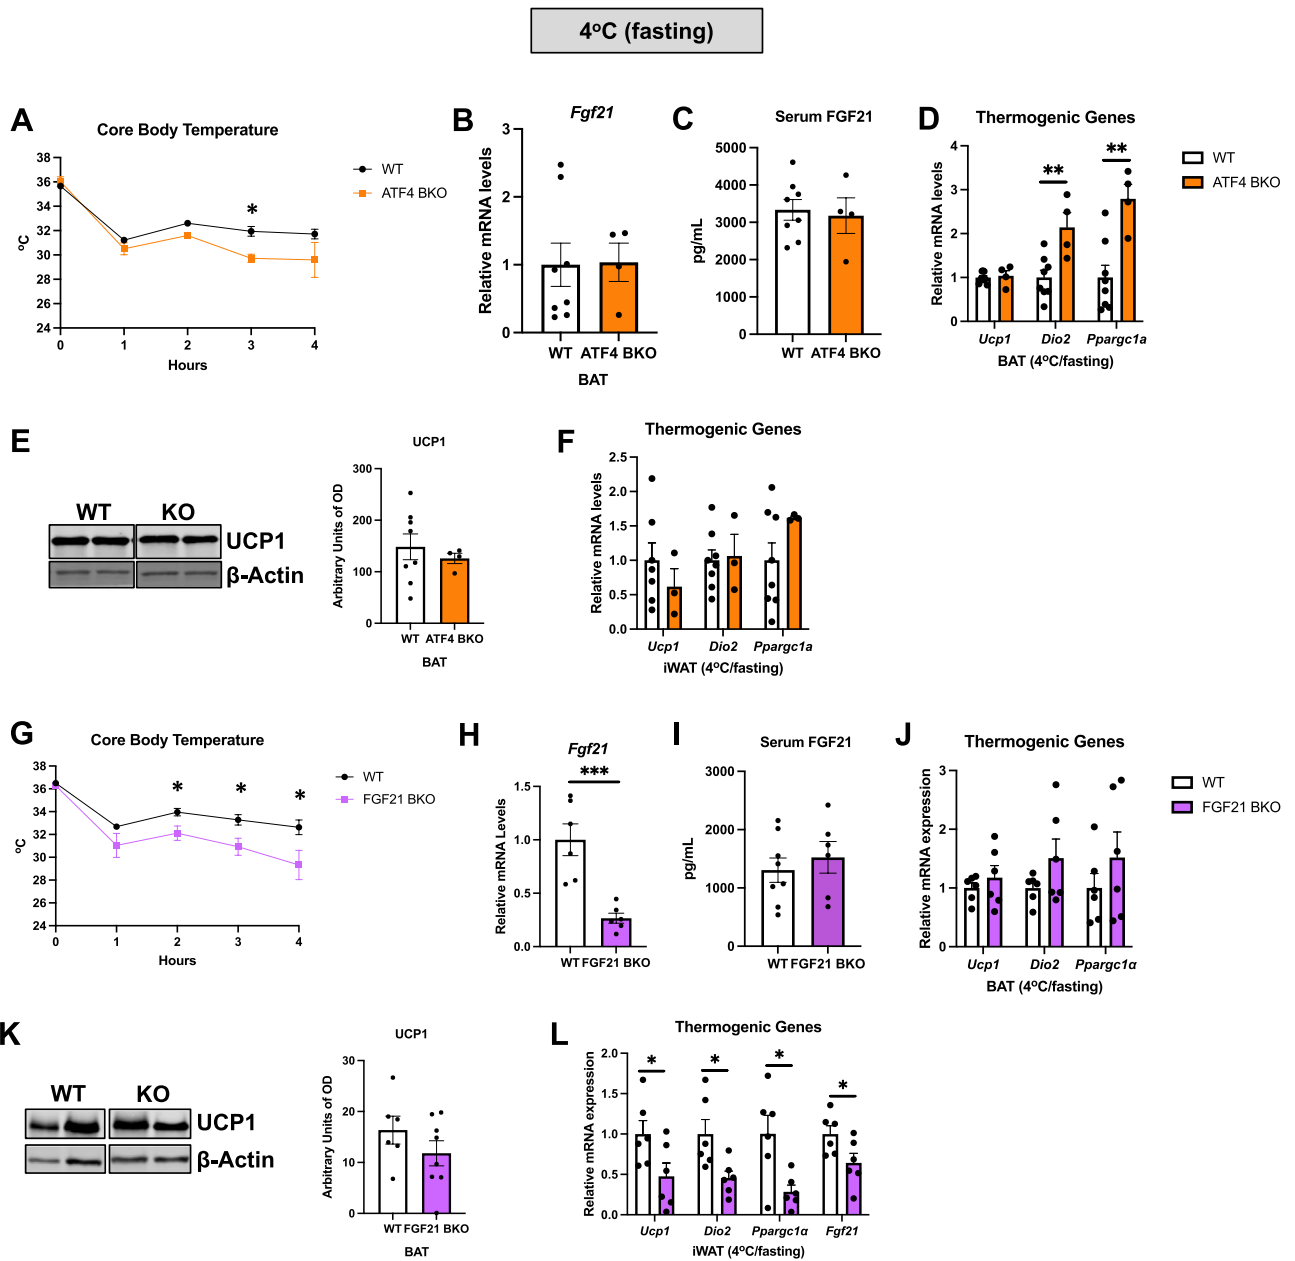 4ºC (fasting)
A
Core Body Temperature
38
36
34
32
30
28
26
24
ºC
0 1 2 3 4
Hours
*
WT
ATF4 BKO
B
Fgf21
Relative mRNA levels
3
2
1
0
WT ATF4 BKO
BAT
C
Serum FGF21
pg/mL
5000
4000
3000
2000
1000
0
WT ATF4 BKO
D
Thermogenic Genes
Relative mRNA levels
4
3
2
1
0
** **
Ucp1 Dio2 Ppargc1a
BAT (4ºC/fasting)
WT
ATF4 BKO
E
WT KO
UCP1
β-Actin
UCP1
Arbitrary Units of OD
300
200
100
0
WT ATF4 BKO
BAT
F
Thermogenic Genes
Relative mRNA levels
2.5
2.0
1.5
1.0
0.5
0.0
Ucp1 Dio2 Ppargc1a
iWAT (4ºC/fasting)
G
Core Body Temperature
38
36
34
32
30
28
26
24
ºC
0 1 2 3 4
Hours
* * *
WT
FGF21 BKO
H
Fgf21
***
Relative mRNA Levels
1.5
1.0
0.5
0.0
WT FGF21 BKO
I
Serum FGF21
pg/mL
3000
2000
1000
0
WT FGF21 BKO
J
Thermogenic Genes
Relative mRNA expression
3
2
1
0
Ucp1 Dio2 Ppargc1α
BAT (4ºC/fasting)
WT
FGF21 BKO
K
WT KO
UCP1
β-Actin
UCP1
Arbitrary Units of OD
30
20
10
0
WT FGF21 BKO
BAT
L
Thermogenic Genes
Relative mRNA expression
2.0
1.5
1.0
0.5
0.0
* * * *
Ucp1 Dio2 Ppargc1α Fgf21
iWAT (4ºC/fasting)